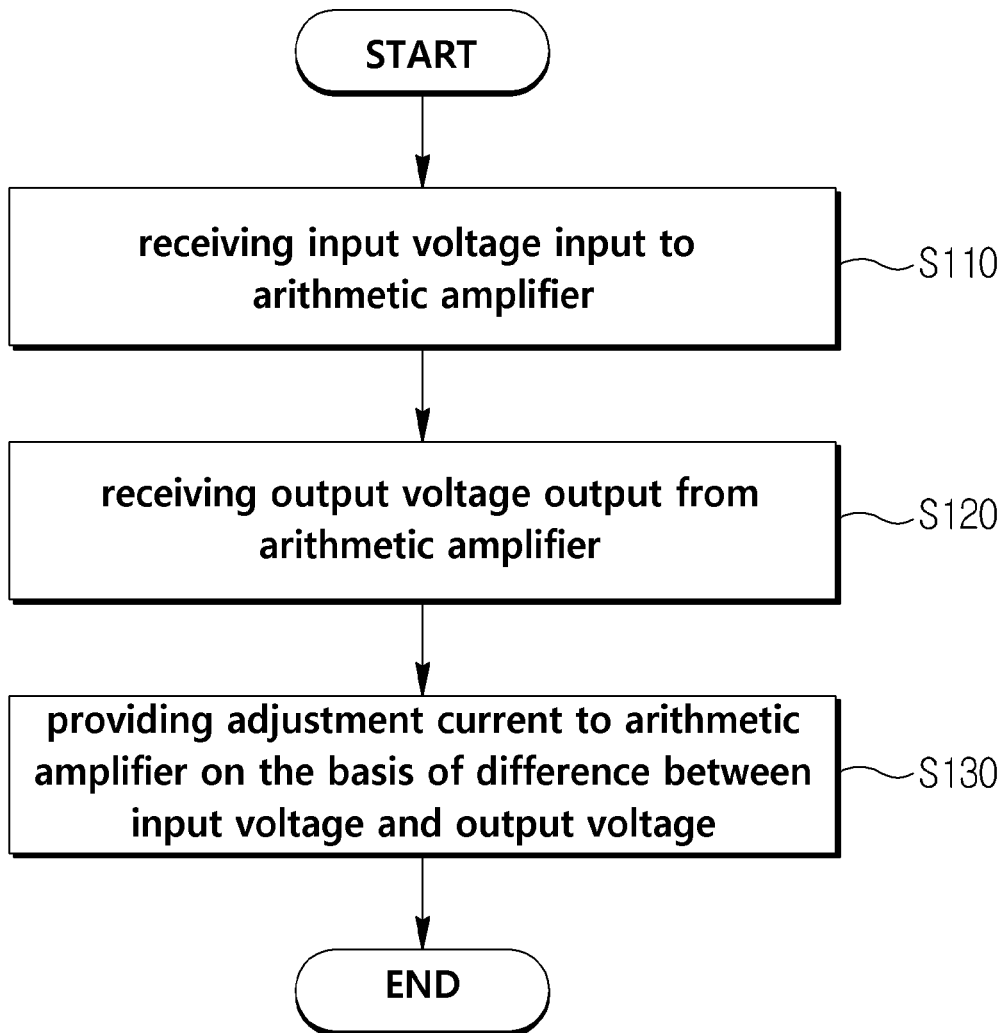 START
receiving input voltage input to
arithmetic amplifier
S110
receiving output voltage output from
arithmetic amplifier
S120
providing adjustment current to arithmetic
amplifier on the basis of difference between
input voltage and output voltage
S130
END